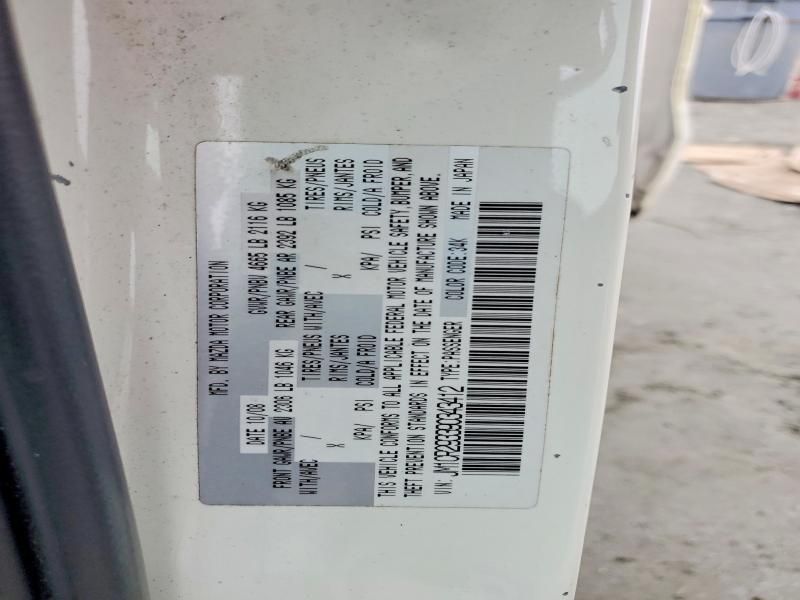 MFD. BY MAZDA MOTOR CORPORATION
DATE 10/08 GVWR/PNBV 4665 LB 2116 KG
FRONT GAWR/PNBE AV 2306 LB 1046 KG REAR GAWR/PNBE AR 2392 LB 1085 KG
WITH/AVEC / TIRES/PNEUS WITH/AVEC / TIRES/PNEUS
X RIMS/JANTES X RIMS/JANTES
KPA/ PSI COLD/A FROID KPA/ PSI COLD/A FROID
THIS VEHICLE CONFORMS TO ALL APPLICABLE FEDERAL MOTOR VEHICLE SAFETY, BUMPER, AND
THEFT PREVENTION STANDARDS IN EFFECT ON THE DATE OF MANUFACTURE SHOWN ABOVE.
VIN: JM1CR293390343412 TYPE:PASSENGER COLOR CODE:34K MADE IN JAPAN